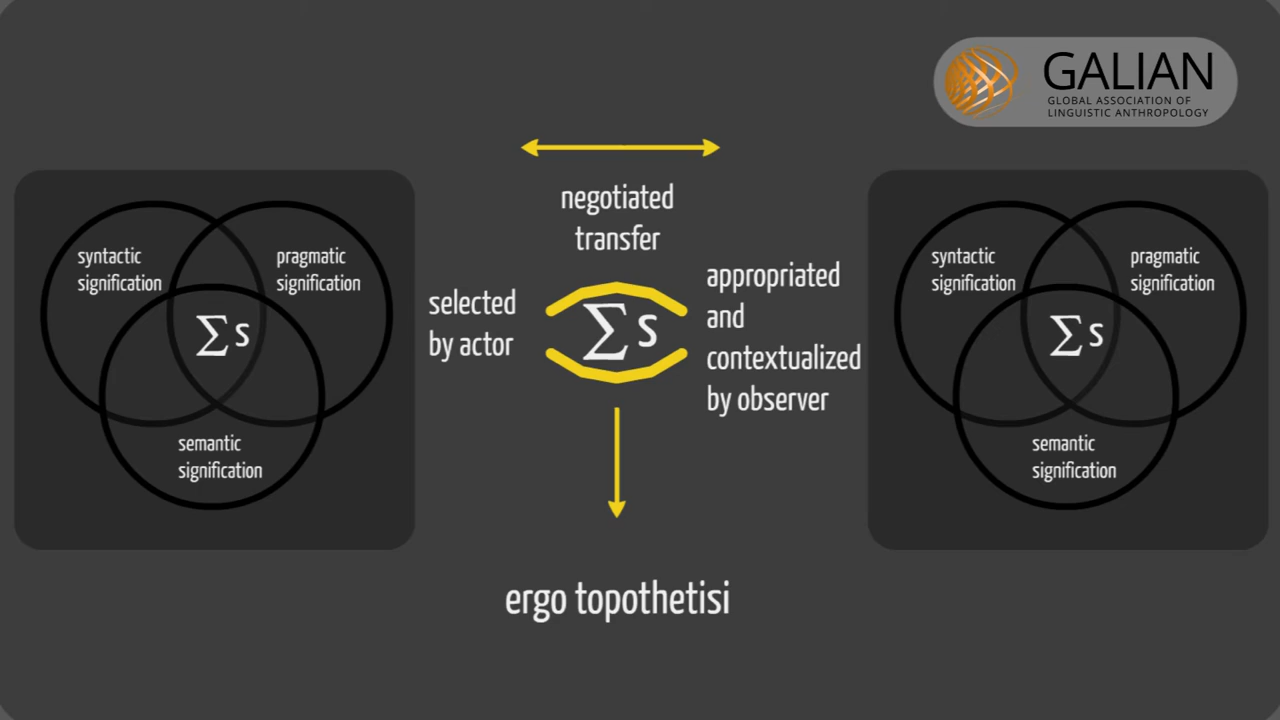 GALIAN
GLOBAL ASSOCIATION OF
LINGUISTIC ANTHROPOLOGY
syntactic
signification
pragmatic
signification
∑s
semantic
signification
negotiated
transfer
selected
by actor
∑s
appropriated
and
contextualized
by observer
syntactic
signification
pragmatic
signification
∑s
semantic
signification
ergo topothetisi